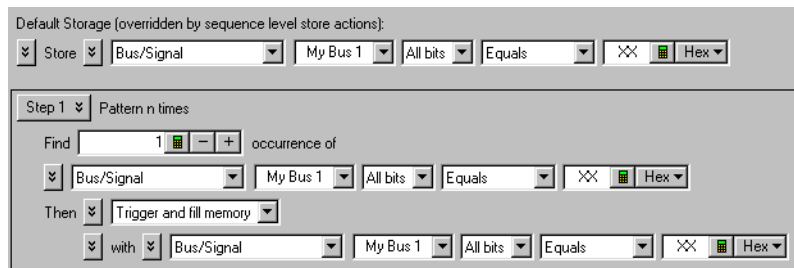 Default Storage (overridden by sequence level store actions):
Store Bus/Signal My Bus 1 All bits Equals XX Hex
Step 1 Pattern n times
Find 1 − + occurrence of
Bus/Signal My Bus 1 All bits Equals XX Hex
Then Trigger and fill memory
with Bus/Signal My Bus 1 All bits Equals XX Hex